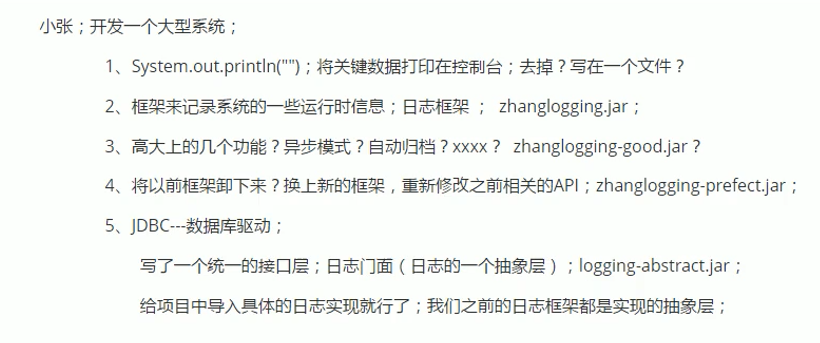 小张；开发一个大型系统；
1、System.out.println("")；将关键数据打印在控制台；去掉？写在一个文件？
2、框架来记录系统的一些运行时信息；日志框架 ； zhanglogging.jar；
3、高大上的几个功能？异步模式？自动归档？xxxx？ zhanglogging-good.jar？
4、将以前框架卸下来？换上新的框架，重新修改之前相关的API；zhanglogging-prefect.jar；
5、JDBC---数据库驱动；
写了一个统一的接口层；日志门面（日志的一个抽象层）；logging-abstract.jar；
给项目中导入具体的日志实现就行了；我们之前的日志框架都是实现的抽象层；